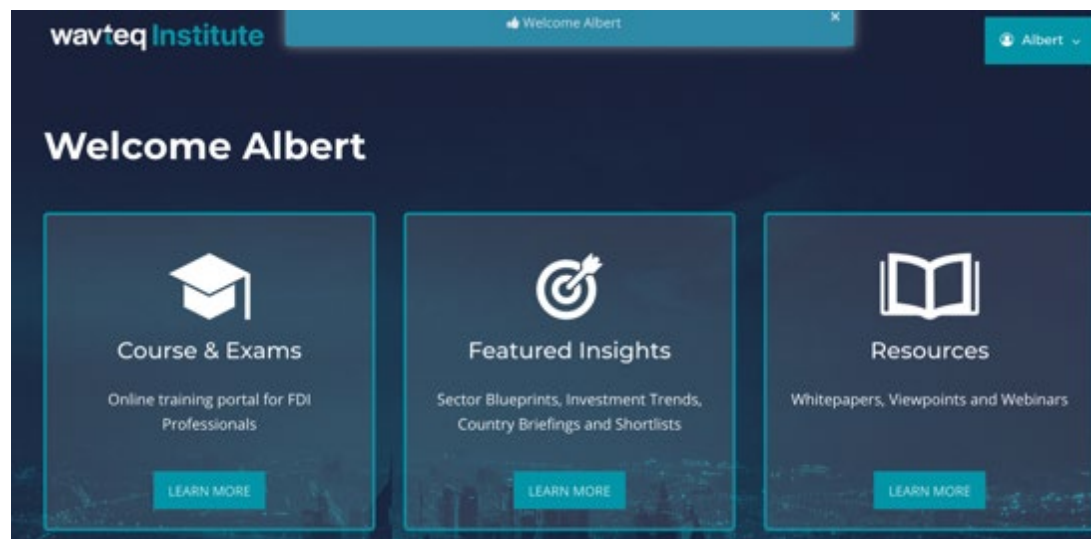 wavteq Institute
Welcome Albert
×
Albert
Welcome Albert
Course & Exams
Online training portal for FDI
Professionals
LEARN MORE
Featured Insights
Sector Blueprints, Investment Trends,
Country Briefings and Shortlists
LEARN MORE
Resources
Whitepapers, Viewpoints and Webinars
LEARN MORE